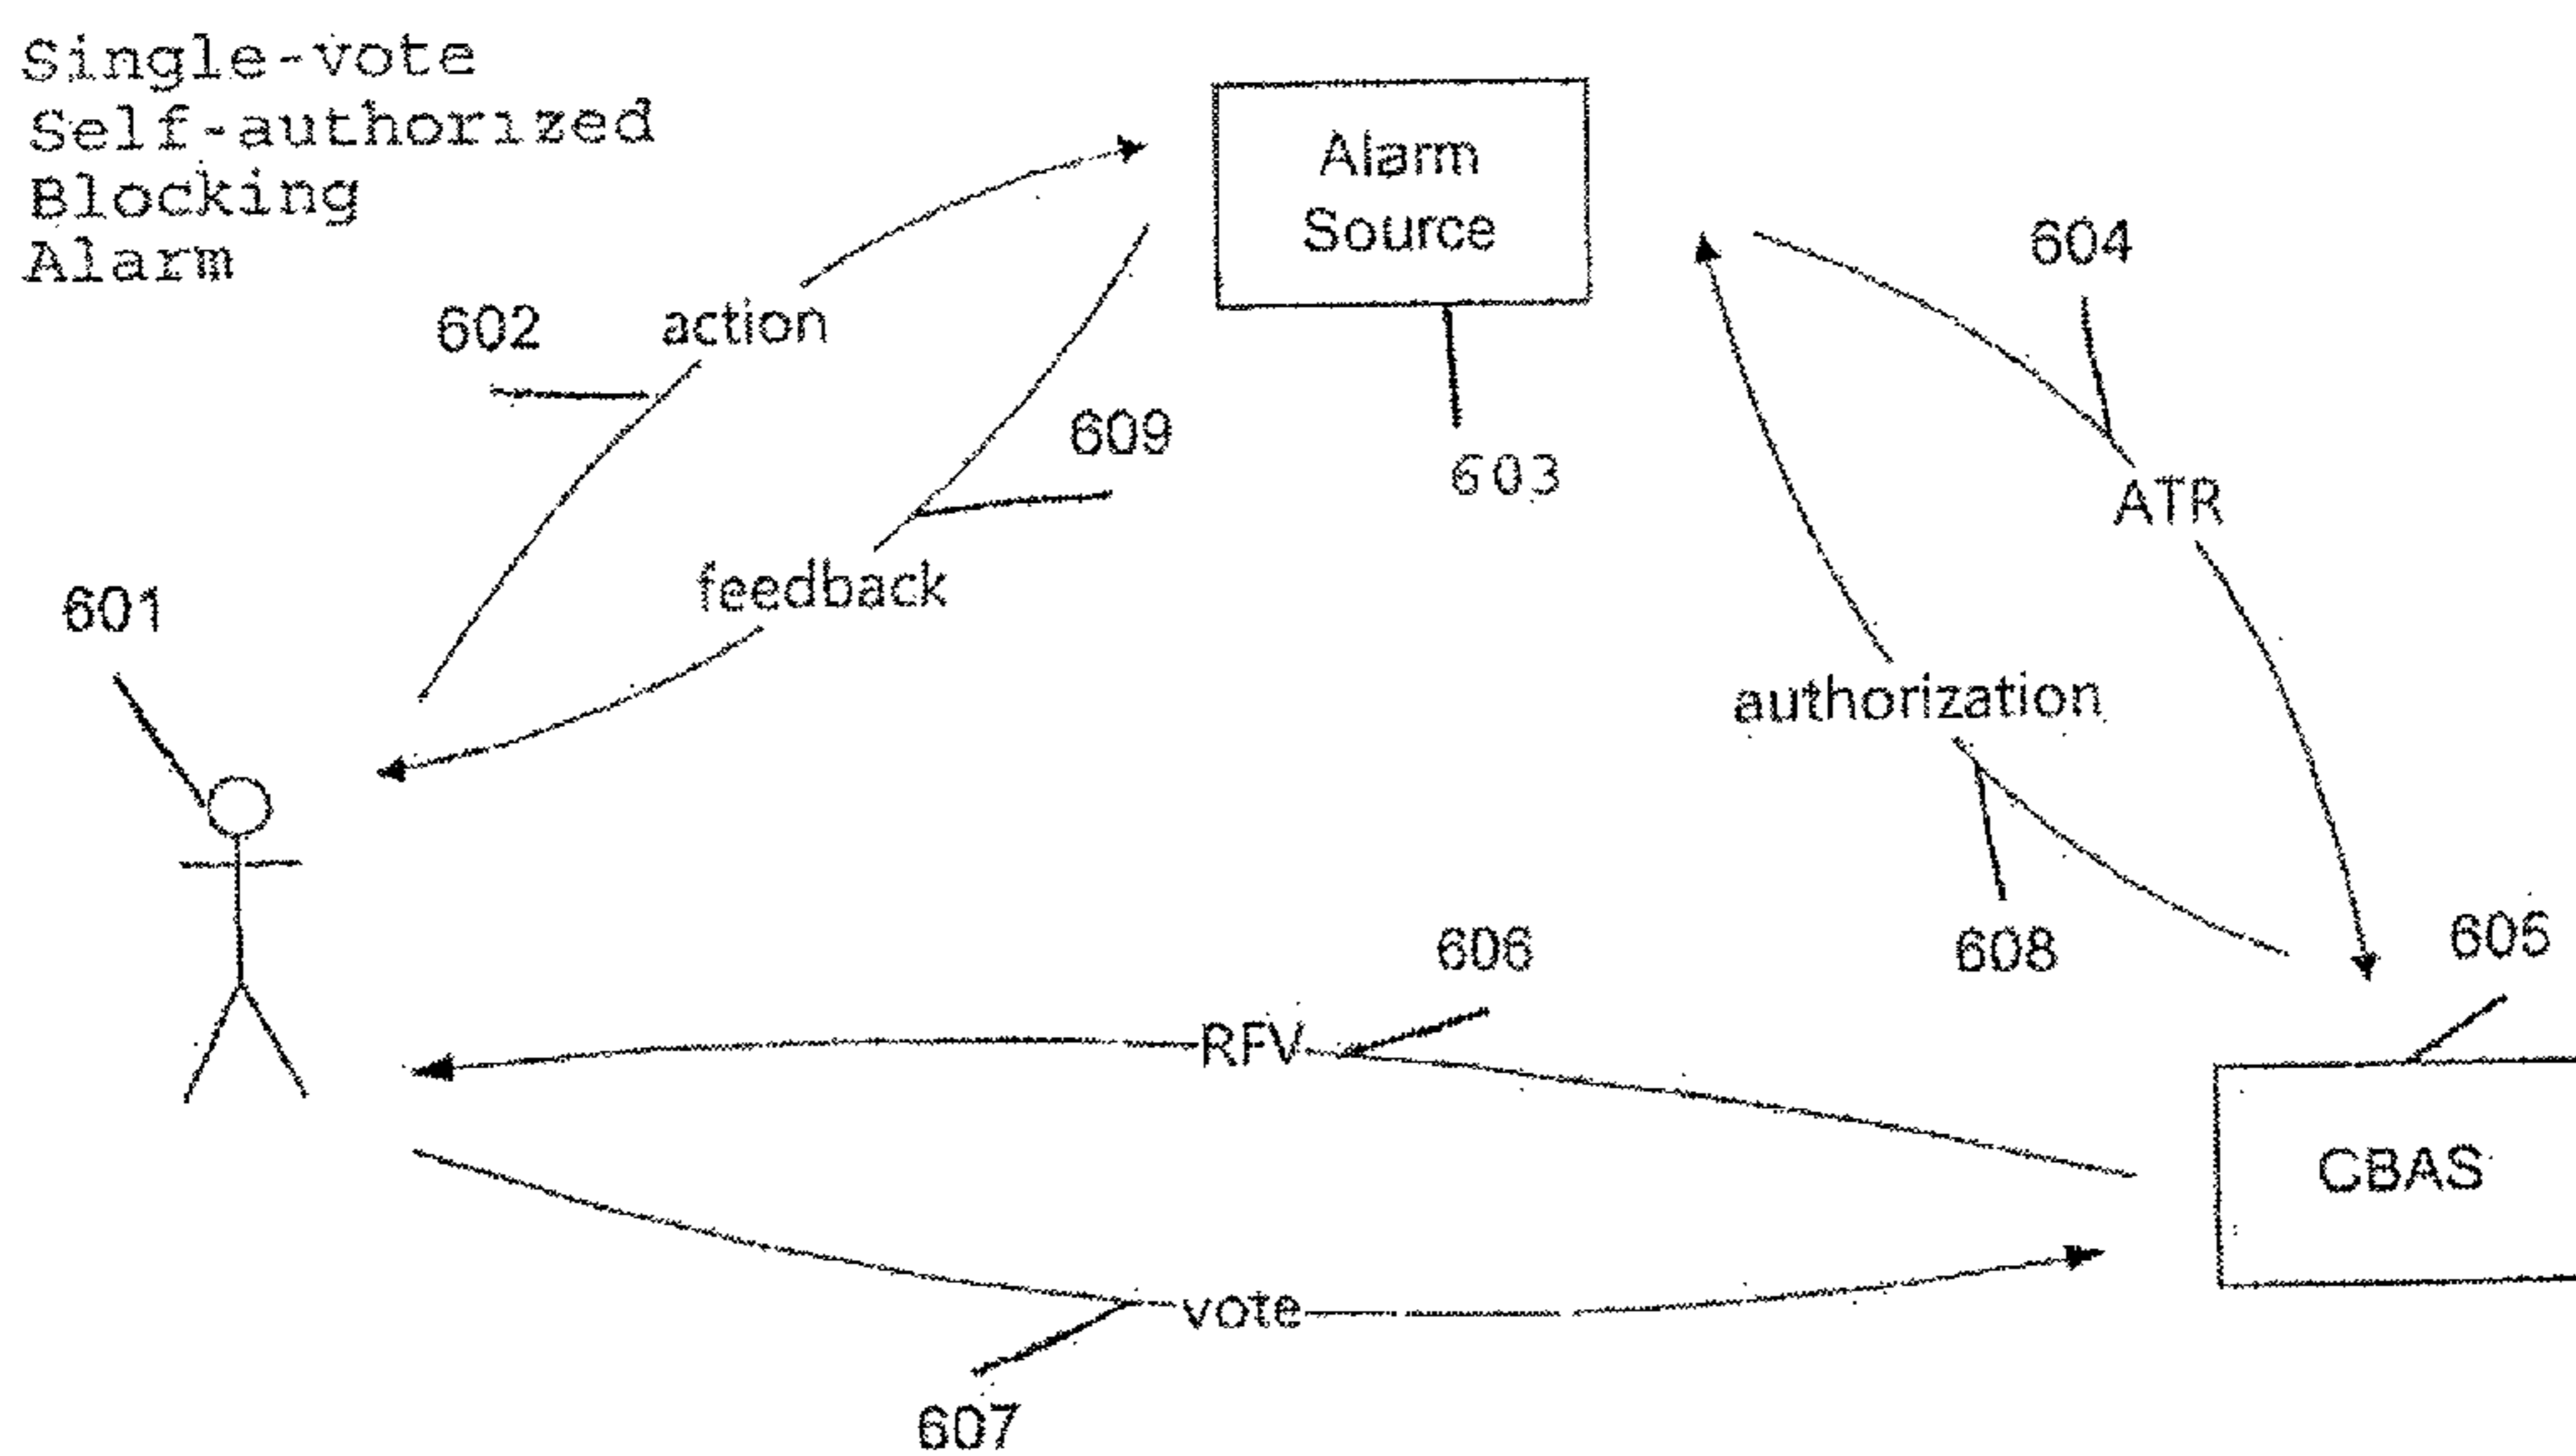 Single-vote
Self-authorized
Blocking
Alarm
Alarm
Source
604
602
action
609
603
ATR
feedback
601
authorization
606
608
605
RFV
CBAS
vote
607